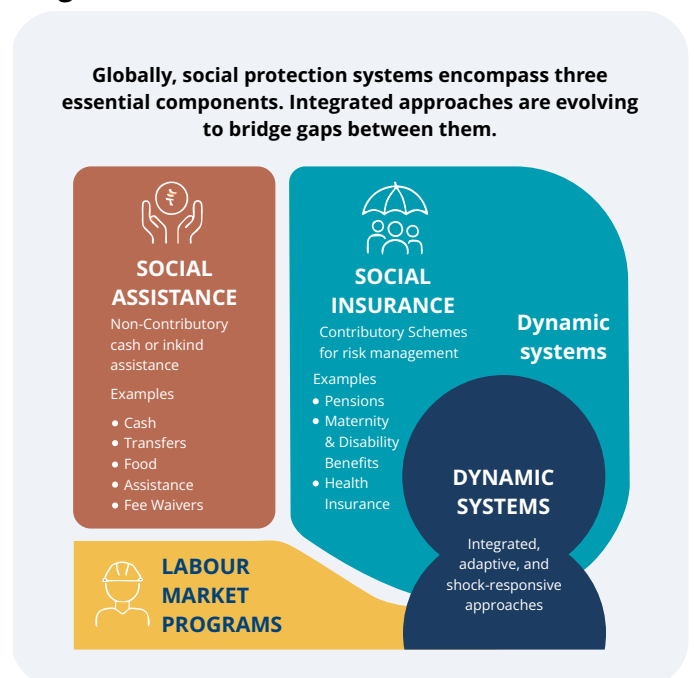 Globally, social protection systems encompass three
essential components. Integrated approaches are evolving
to bridge gaps between them.
SOCIAL
ASSISTANCE
Non-Contributory
cash or inkind
assistance
Examples
• Cash
• Transfers
• Food
• Assistance
• Fee Waivers
SOCIAL
INSURANCE
Contributory Schemes
for risk management
Examples
• Pensions
• Maternity
& Disability
Benefits
• Health
Insurance
Dynamic
systems
DYNAMIC
SYSTEMS
Integrated,
adaptive, and
shock-responsive
approaches
LABOUR
MARKET
PROGRAMS